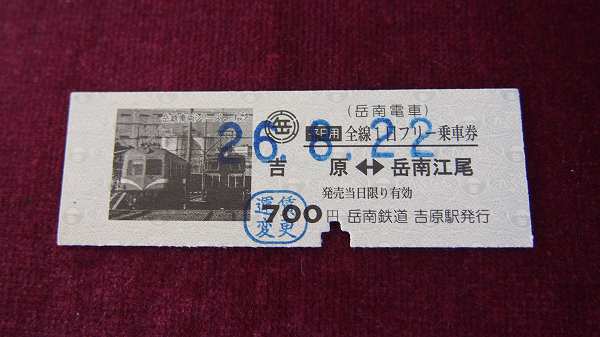 (岳南電車)
岳
全線1日フリー乗車券
26.8.22
吉原↔岳南江尾
発売当日限り有効
700円 岳南鉄道 吉原駅発行
運賃変更